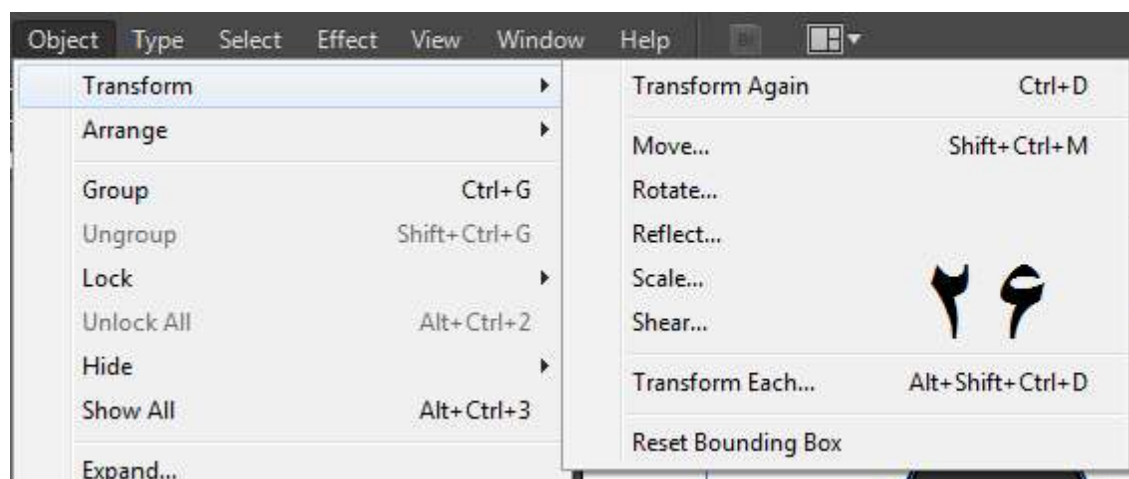 Object Type Select Effect View Window Help Br
Transform
Arrange
Group Ctrl+G
Ungroup Shift+Ctrl+G
Lock
Unlock All Alt+Ctrl+2
Hide
Show All Alt+Ctrl+3
Expand...
Transform Again Ctrl+D
Move... Shift+Ctrl+M
Rotate...
Reflect...
Scale...
Shear...
۲۶
Transform Each... Alt+Shift+Ctrl+D
Reset Bounding Box